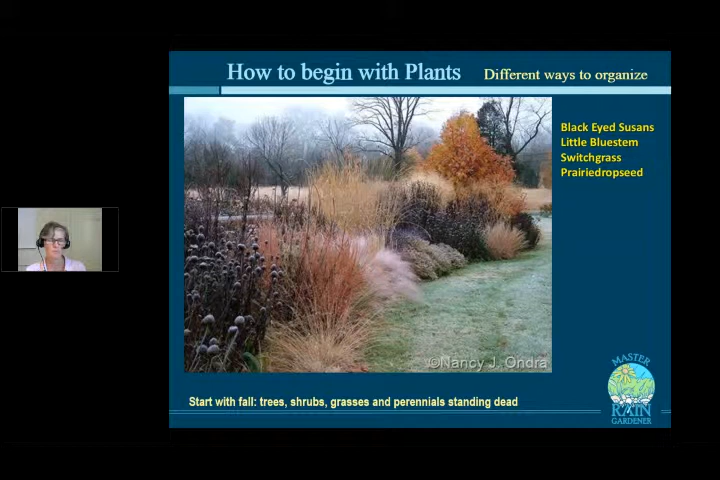 How to begin with Plants
Different ways to organize
Black Eyed Susans
Little Bluestem
Switchgrass
Prairiedropseed
©Nancy J. Ondra
MASTER
RAIN
GARDENER
Start with fall: trees, shrubs, grasses and perennials standing dead